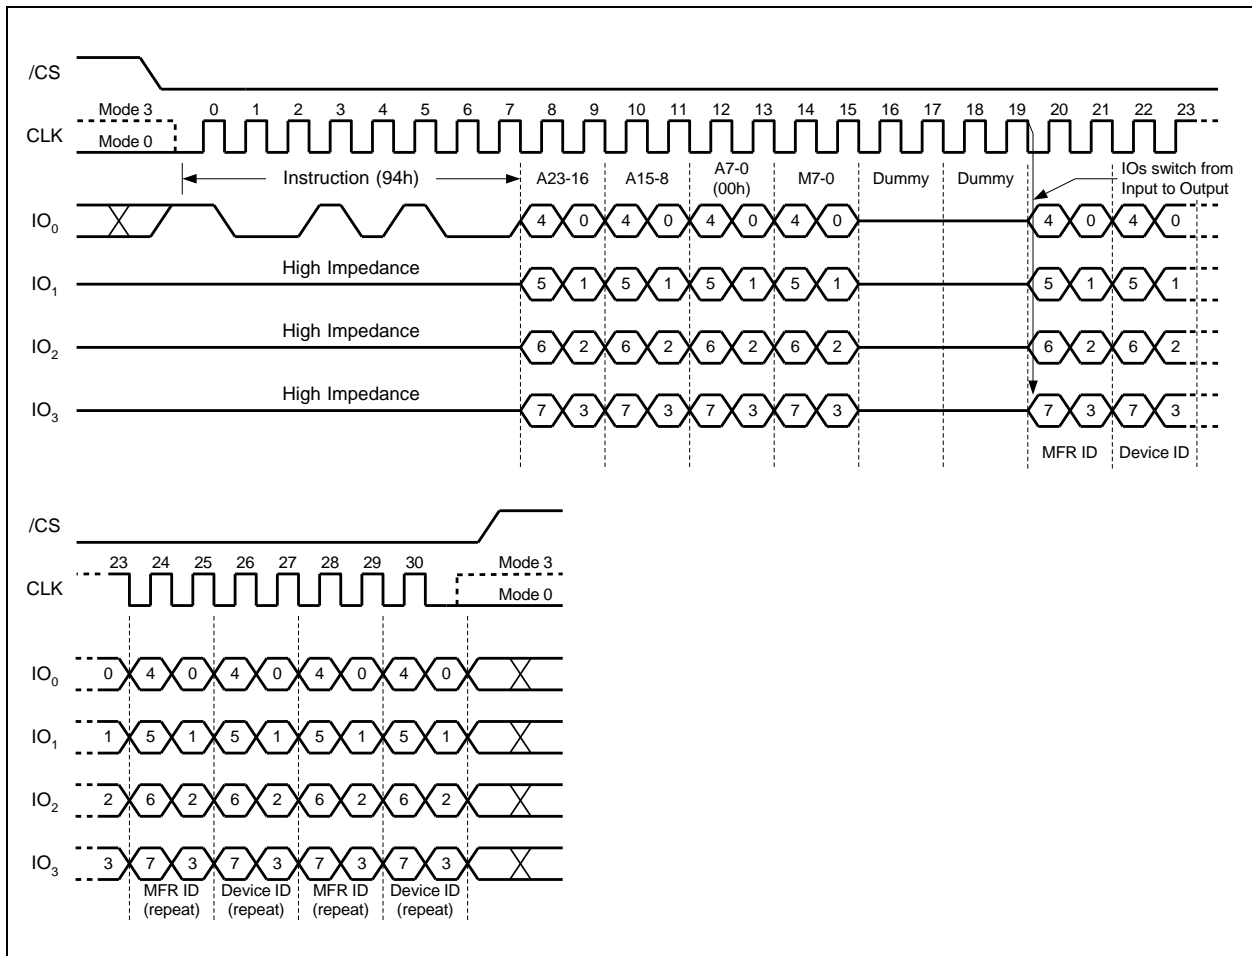 /CS
Mode 3 0 1 2 3 4 5 6 7 8 9 10 11 12 13 14 15 16 17 18 19 20 21 22 23
CLK Mode 0
Instruction (94h) A23-16 A15-8 A7-0 (00h) M7-0 Dummy Dummy IOs switch from Input to Output
IO0 4 0 4 0 4 0 4 0 4 0 4 0
High Impedance
IO1 5 1 5 1 5 1 5 1 5 1 5 1
High Impedance
IO2 6 2 6 2 6 2 6 2 6 2 6 2
High Impedance
IO3 7 3 7 3 7 3 7 3 7 3 7 3
MFR ID Device ID
/CS
23 24 25 26 27 28 29 30 Mode 3
CLK Mode 0
IO0 0 4 0 4 0 4 0 4 0
IO1 1 5 1 5 1 5 1 5 1
IO2 2 6 2 6 2 6 2 6 2
IO3 3 7 3 7 3 7 3 7 3
MFR ID Device ID MFR ID Device ID
(repeat) (repeat) (repeat) (repeat)